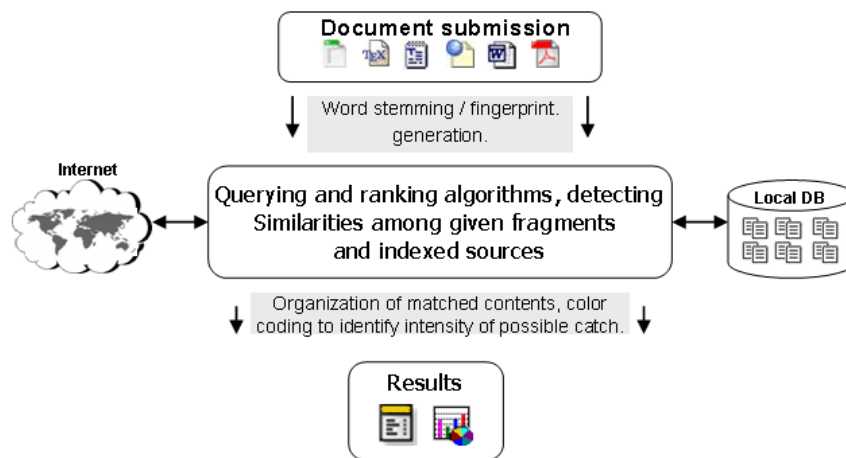 Document submission
TEX
W
Word stemming / fingerprint.
generation.
Internet
Querying and ranking algorithms, detecting
Similarities among given fragments
and indexed sources
Local DB
Organization of matched contents, color
coding to identify intensity of possible catch.
Results